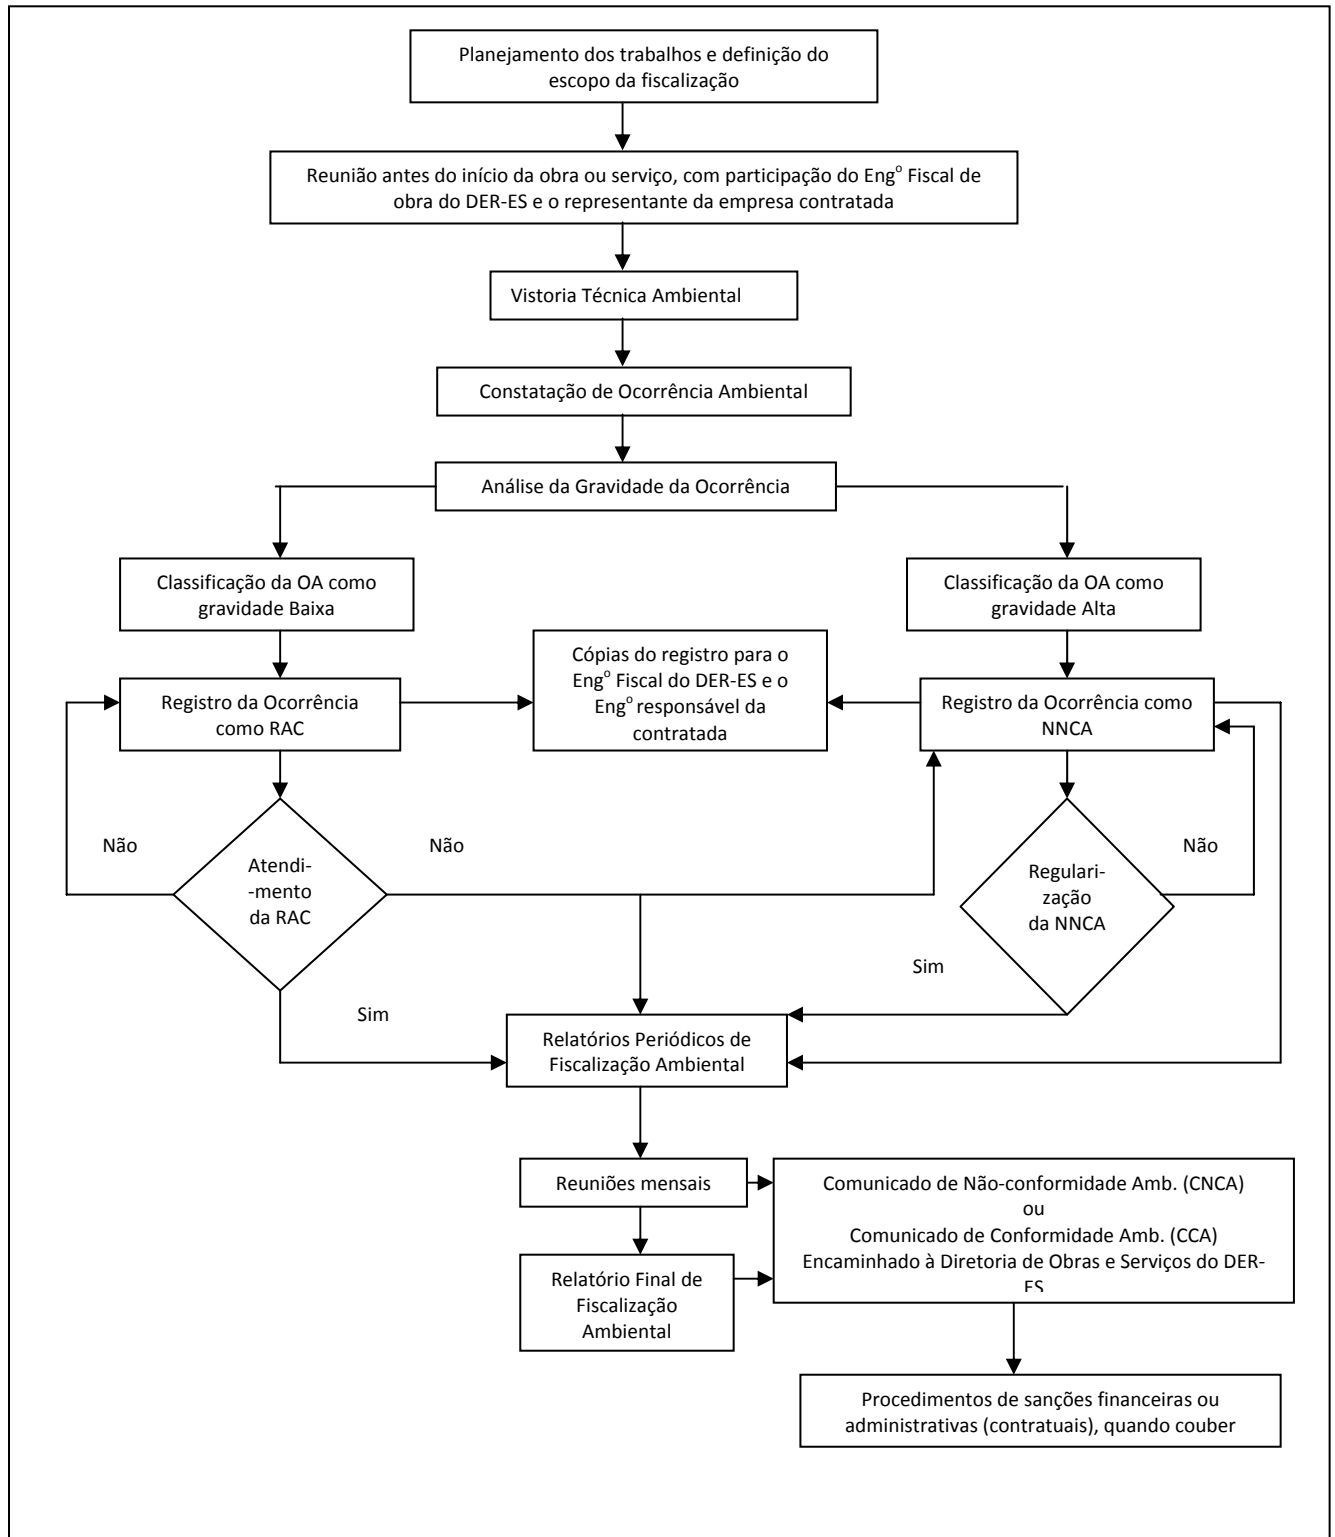 Planejamento dos trabalhos e definição do
escopo da fiscalização
Reunião antes do início da obra ou serviço, com participação do Engº Fiscal de
obra do DER-ES e o representante da empresa contratada
Vistoria Técnica Ambiental
Constatação de Ocorrência Ambiental
Análise da Gravidade da Ocorrência
Classificação da OA como
gravidade Baixa
Classificação da OA como
gravidade Alta
Cópias do registro para o
Engº Fiscal do DER-ES e o
Engº responsável da
contratada
Registro da Ocorrência
como RAC
Registro da Ocorrência como
NNCA
Não
Atendi-
-mento
da RAC
Não
Regulari-
zação
da NNCA
Não
Sim
Sim
Relatórios Periódicos de
Fiscalização Ambiental
Reuniões mensais
Comunicado de Não-conformidade Amb. (CNCA)
ou
Comunicado de Conformidade Amb. (CCA)
Encaminhado à Diretoria de Obras e Serviços do DER-
ES
Relatório Final de
Fiscalização
Ambiental
Procedimentos de sanções financeiras ou
administrativas (contratuais), quando couber